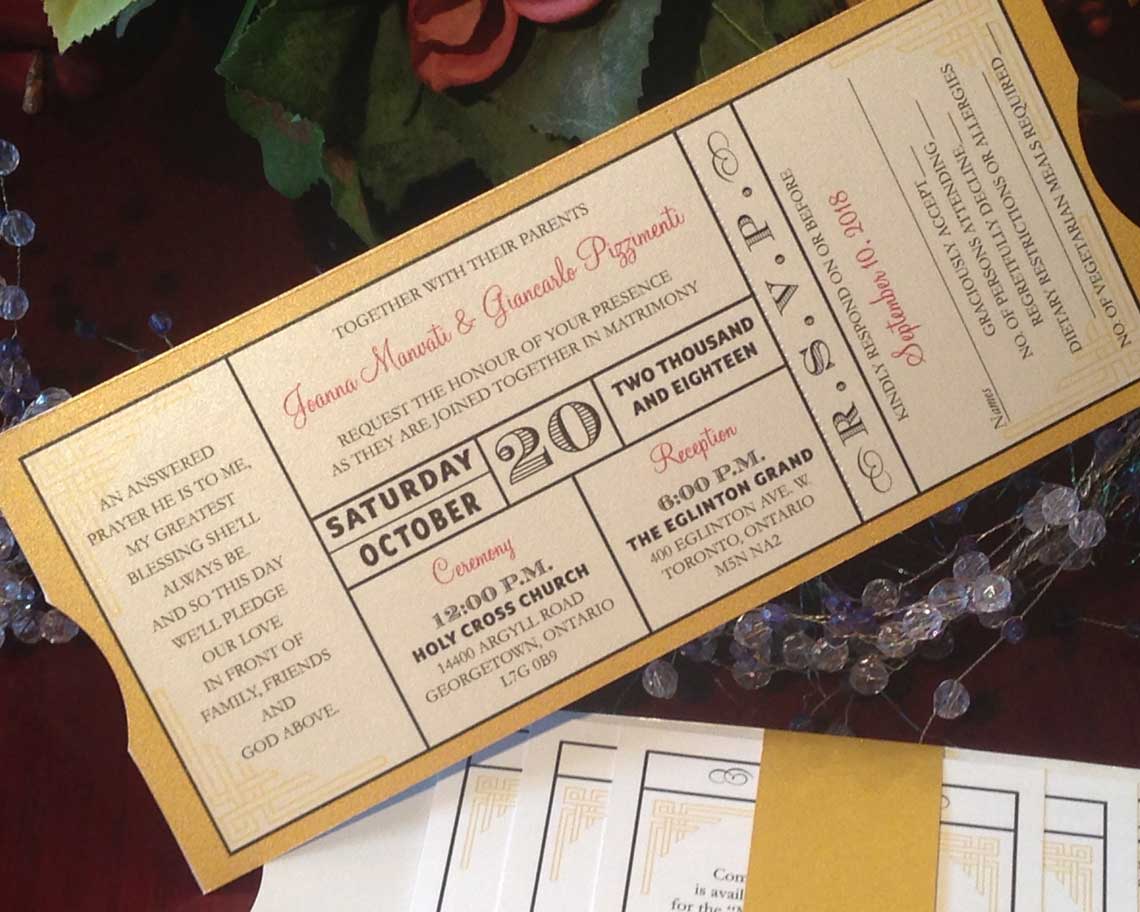 AN ANSWERED
PRAYER HE IS TO ME,
MY GREATEST
BLESSING SHE'LL
ALWAYS BE.
AND SO THIS DAY
WE'LL PLEDGE
OUR LOVE
IN FRONT OF
FAMILY, FRIENDS
AND
GOD ABOVE.
TOGETHER WITH THEIR PARENTS
Joanna Manvati & Giancarlo Pizzimenti
REQUEST THE HONOUR OF YOUR PRESENCE
AS THEY ARE JOINED TOGETHER IN MATRIMONY
SATURDAY
OCTOBER
20
TWO THOUSAND
AND EIGHTEEN
Ceremony
12:00 P.M.
HOLY CROSS CHURCH
14400 ARGYLL ROAD
GEORGETOWN, ONTARIO
L7G 0B9
Reception
6:00 P.M.
THE EGLINTON GRAND
400 EGLINTON AVE. W.
TORONTO, ONTARIO
M5N NA2
R • S • V • P •
KINDLY RESPOND ON OR BEFORE
September 10, 2018
Names
GRACIOUSLY ACCEPT
NO. OF PERSONS ATTENDING
REGRETFULLY DECLINE
DIETARY RESTRICTIONS OR ALLERGIES
NO. OF VEGETARIAN MEALS REQUIRED
Com
is avail
for the